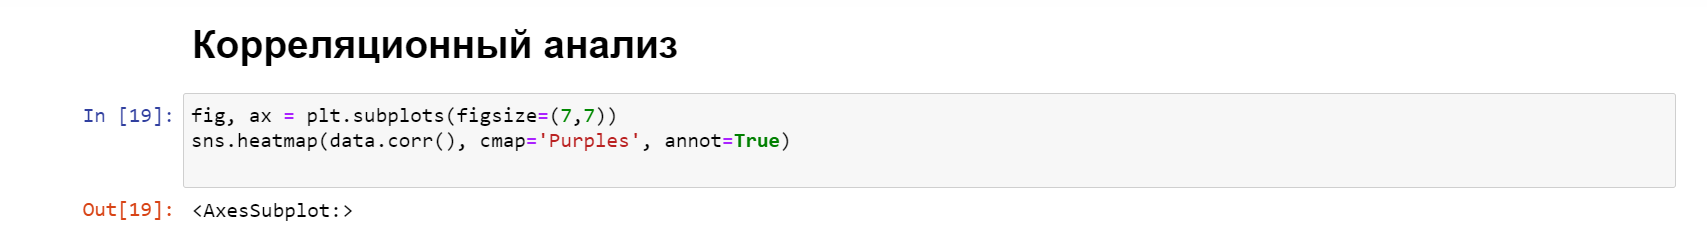 Корреляционный анализ
In [19]: fig, ax = plt.subplots(figsize=(7,7))
sns.heatmap(data.corr(), cmap='Purples', annot=True)
Out[19]: <AxesSubplot:>